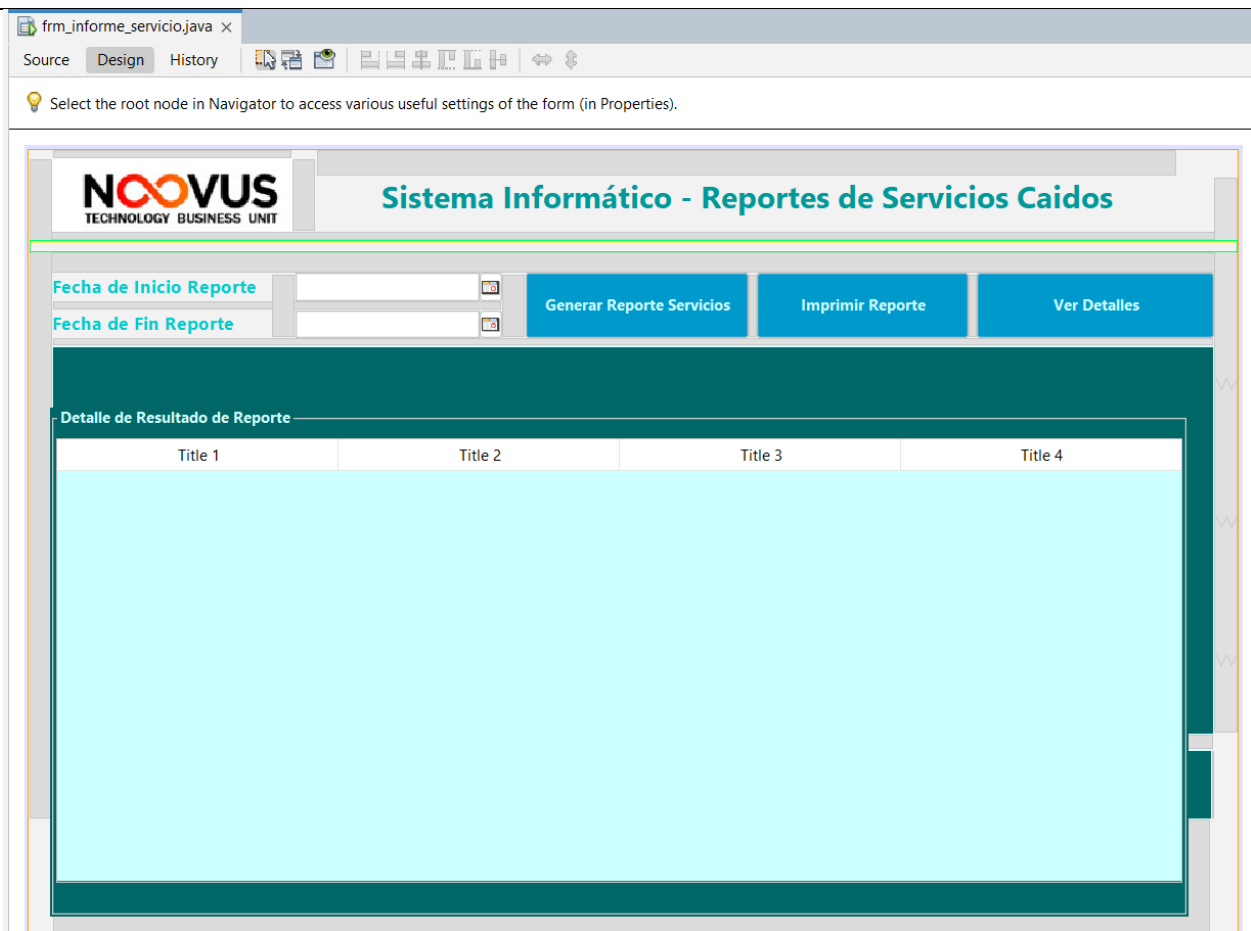 frm_informe_servicio.java
Source Design History
Select the root node in Navigator to access various useful settings of the form (in Properties).
NOOVUS
TECHNOLOGY BUSINESS UNIT
Sistema Informático - Reportes de Servicios Caidos
Fecha de Inicio Reporte
Fecha de Fin Reporte
Generar Reporte Servicios Imprimir Reporte Ver Detalles
Detalle de Resultado de Reporte
Title 1 Title 2 Title 3 Title 4